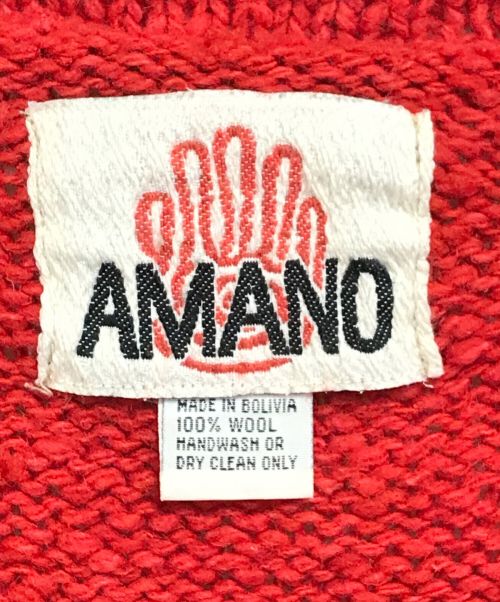 AMANO
MADE IN BOLIVIA
100% WOOL
HANDWASH OR
DRY CLEAN ONLY